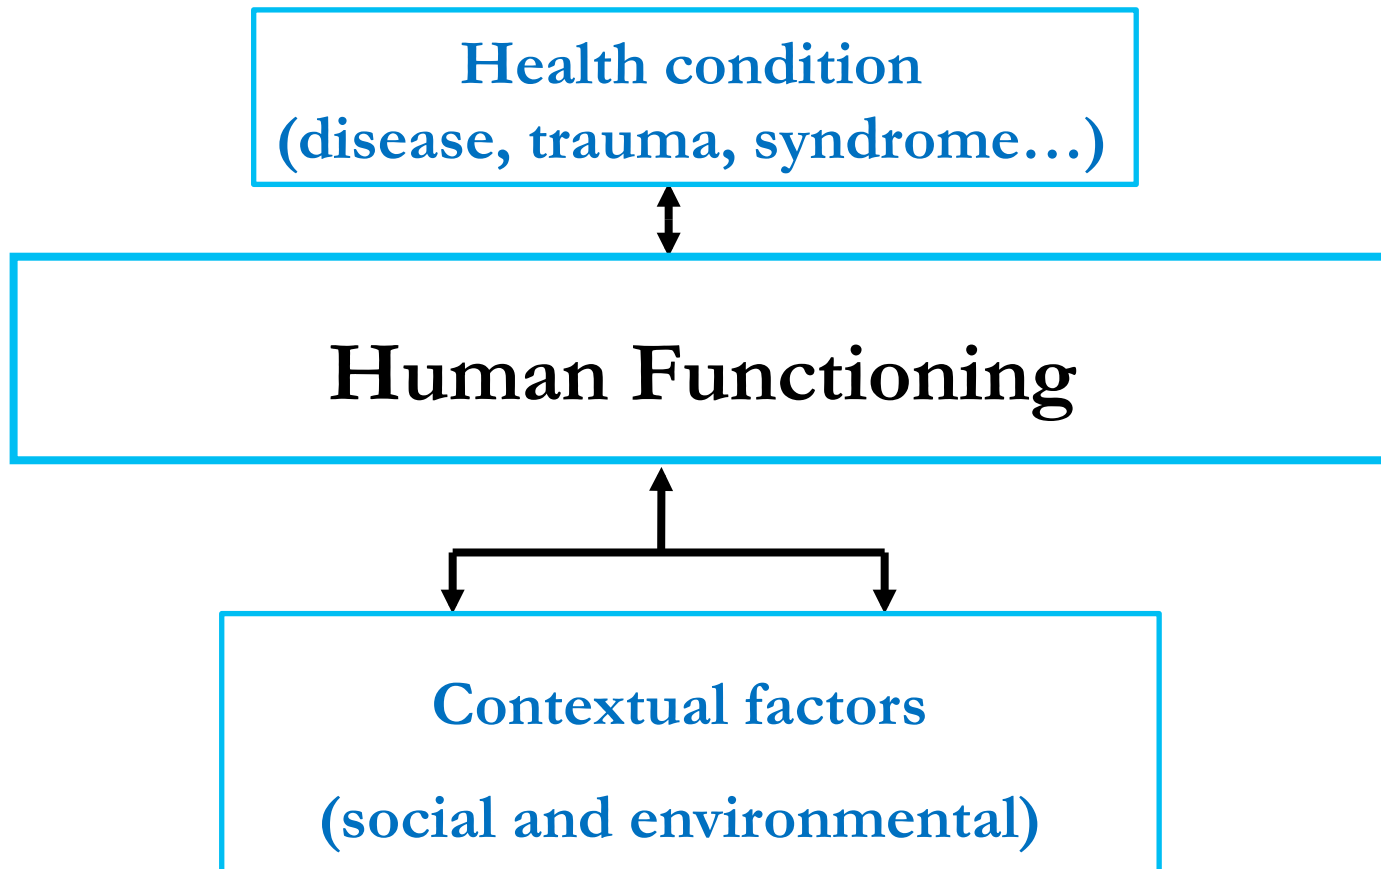 Health condition
(disease, trauma, syndrome…)
Human Functioning
Contextual factors
(social and environmental)